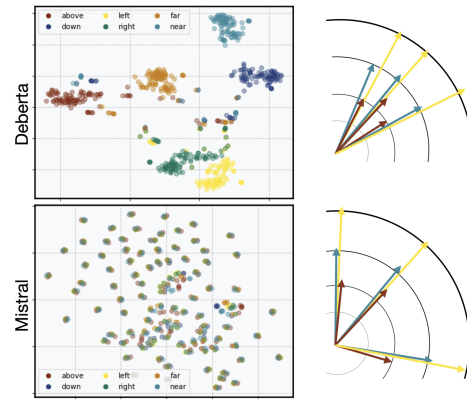 above left far
down right near
Deberta
Mistral
above left far
down right near